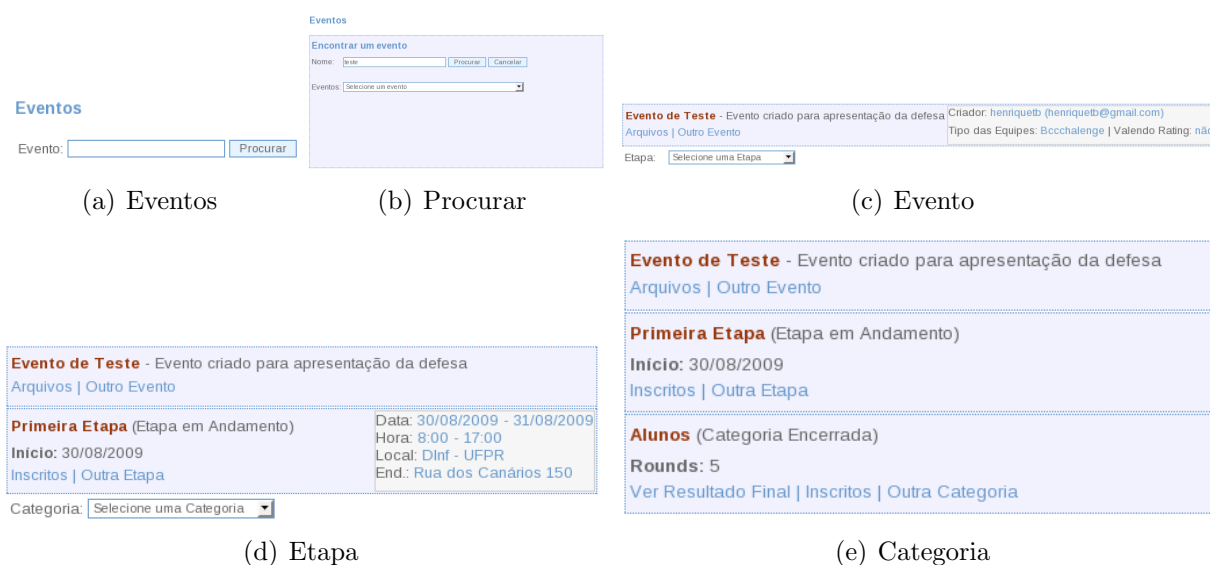 Eventos
Evento: Procurar
(a) Eventos
Eventos
Encontrar um evento
Nome: teste Procurar Cancelar
Eventos: Selecione um evento
(b) Procurar
Evento de Teste - Evento criado para apresentação da defesa
Arquivos | Outro Evento
Criador: henriquetb (henriquetb@gmail.com)
Tipo das Equipes: Bccchalenge | Valendo Rating: não
Etapa: Selecione uma Etapa
(c) Evento
Evento de Teste - Evento criado para apresentação da defesa
Arquivos | Outro Evento
Primeira Etapa (Etapa em Andamento)
Início: 30/08/2009
Inscritos | Outra Etapa
Data: 30/08/2009 - 31/08/2009
Hora: 8:00 - 17:00
Local: DInf - UFPR
End.: Rua dos Canários 150
Categoria: Selecione uma Categoria
(d) Etapa
Evento de Teste - Evento criado para apresentação da defesa
Arquivos | Outro Evento
Primeira Etapa (Etapa em Andamento)
Início: 30/08/2009
Inscritos | Outra Etapa
Alunos (Categoria Encerrada)
Rounds: 5
Ver Resultado Final | Inscritos | Outra Categoria
(e) Categoria